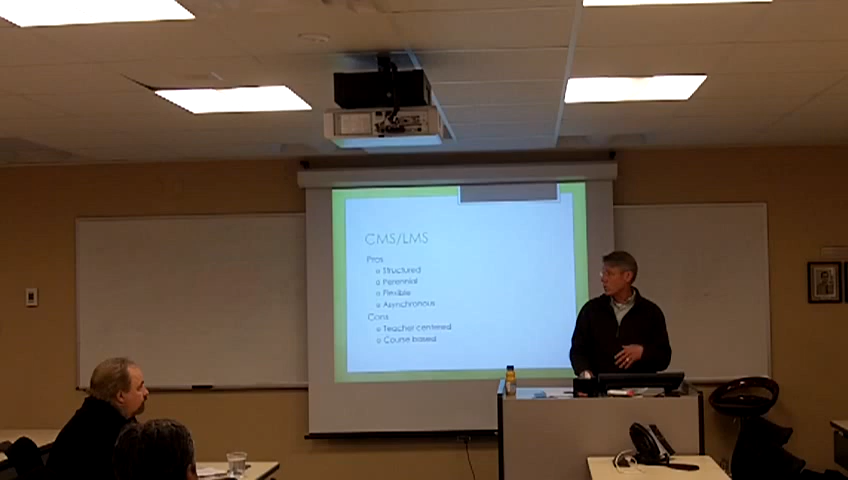 CMS/LMS
Pros
Structured
Perennial
Flexible
Asynchronous
Cons
Teacher centered
Course based